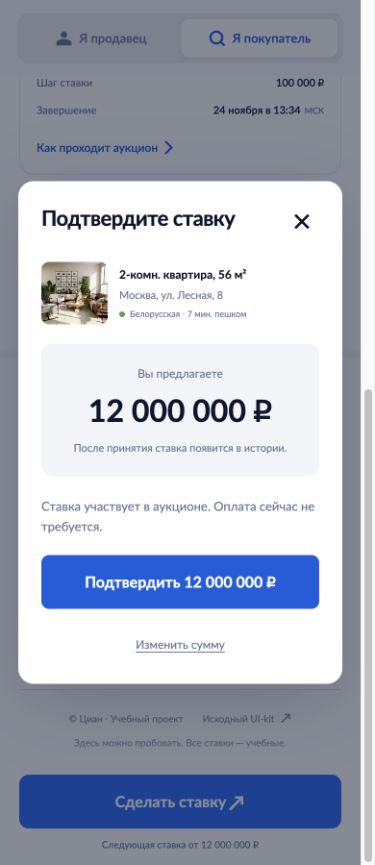 Я продавец
Я покупатель
Шаг ставки 100 000 ₽
Завершение 24 ноября в 13:34 МСК
Как проходит аукцион
Подтвердите ставку
2-комн. квартира, 56 м²
Москва, ул. Лесная, 8
Белорусская · 7 мин. пешком
Вы предлагаете
12 000 000 ₽
После принятия ставка появится в истории.
Ставка участвует в аукционе. Оплата сейчас не
требуется.
Подтвердить 12 000 000 ₽
Изменить сумму
© Циан · Учебный проект Исходный UI-kit ↗
Здесь можно пробовать. Все ставки — учебные.
Сделать ставку ↗
Следующая ставка от 12 000 000 ₽